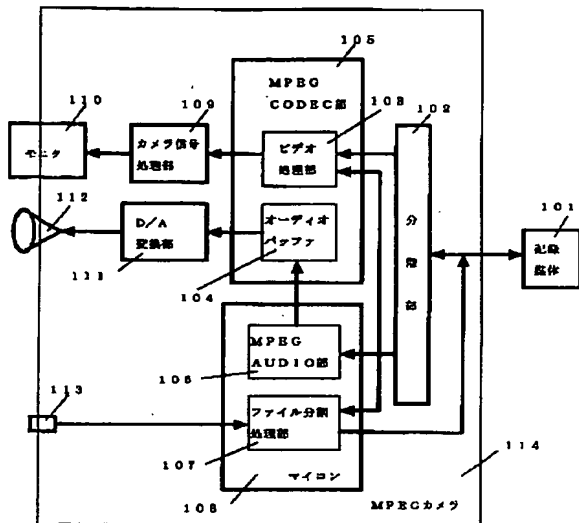 105
110
109
MPEG
CODEC部
103
102
モニタ
カメラ信号
処理部
ビデオ
処理部
112
D/A
変換部
オーディオ
バッファ
分離部
101
記録
媒体
111
104
MPEG
AUDIO部
106
113
ファイル分割
処理部
107
マイコン
108
114
MPEGカメラ